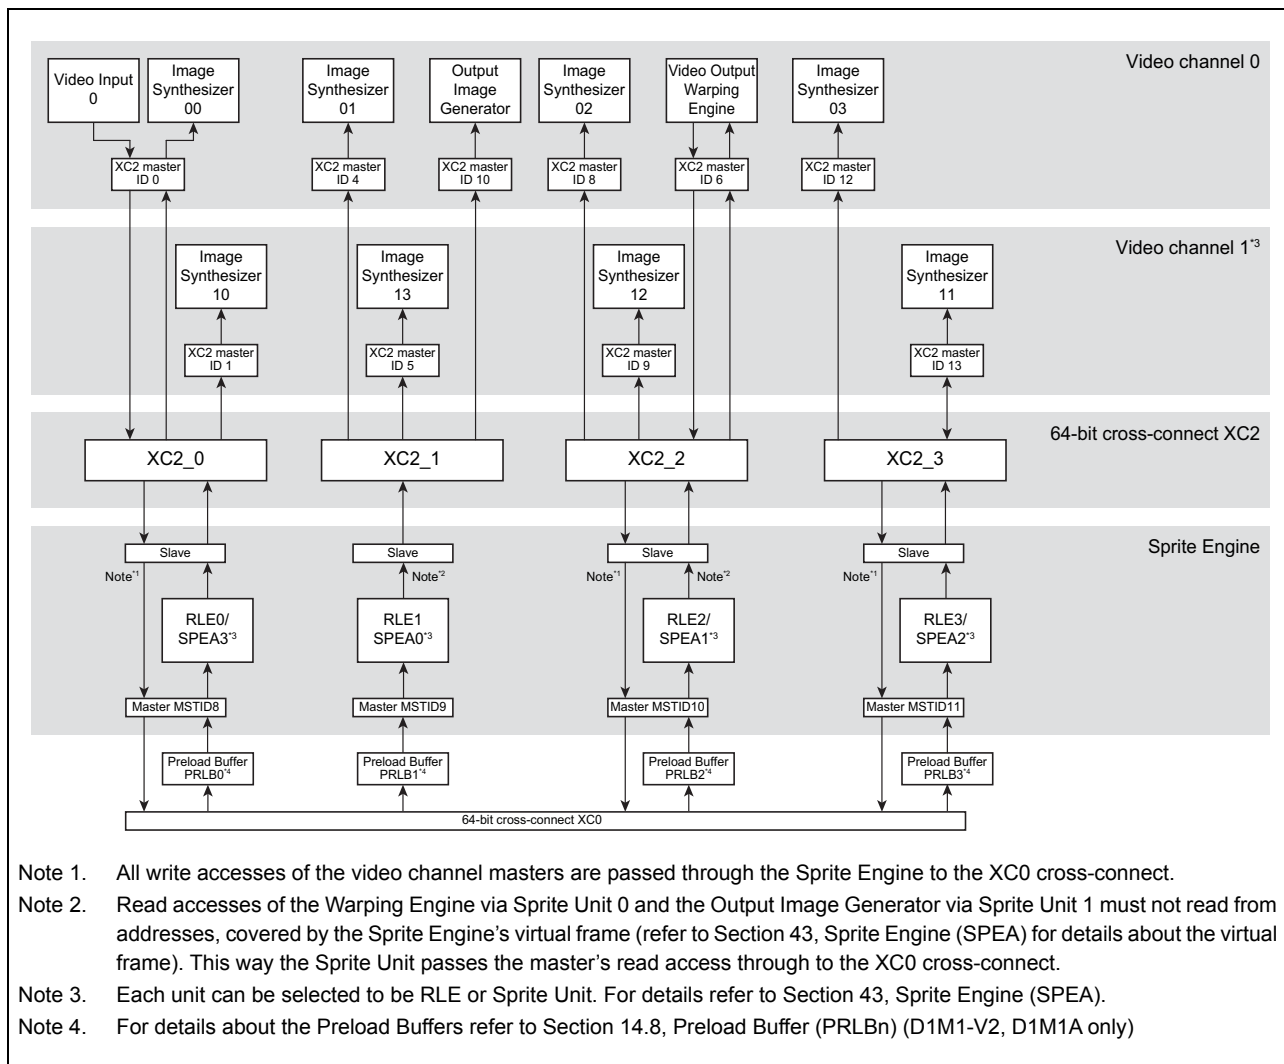 Video channel 0
Video Input
0
Image
Synthesizer
00
Image
Synthesizer
01
Output
Image
Generator
Image
Synthesizer
02
Video Output
Warping
Engine
Image
Synthesizer
03
XC2 master
ID 0
XC2 master
ID 4
XC2 master
ID 10
XC2 master
ID 8
XC2 master
ID 6
XC2 master
ID 12
Video channel 1*3
Image
Synthesizer
10
Image
Synthesizer
13
Image
Synthesizer
12
Image
Synthesizer
11
XC2 master
ID 1
XC2 master
ID 5
XC2 master
ID 9
XC2 master
ID 13
64-bit cross-connect XC2
XC2_0
XC2_1
XC2_2
XC2_3
Sprite Engine
Slave
Slave
Slave
Slave
Note*1
Note*2
Note*1
Note*2
Note*1
RLE0/
SPEA3*3
RLE1
SPEA0*3
RLE2/
SPEA1*3
RLE3/
SPEA2*3
Master MSTID8
Master MSTID9
Master MSTID10
Master MSTID11
Preload Buffer
PRLB0*4
Preload Buffer
PRLB1*4
Preload Buffer
PRLB2*4
Preload Buffer
PRLB3*4
64-bit cross-connect XC0
Note 1. All write accesses of the video channel masters are passed through the Sprite Engine to the XC0 cross-connect.
Note 2. Read accesses of the Warping Engine via Sprite Unit 0 and the Output Image Generator via Sprite Unit 1 must not read from
addresses, covered by the Sprite Engine's virtual frame (refer to Section 43, Sprite Engine (SPEA) for details about the virtual
frame). This way the Sprite Unit passes the master's read access through to the XC0 cross-connect.
Note 3. Each unit can be selected to be RLE or Sprite Unit. For details refer to Section 43, Sprite Engine (SPEA).
Note 4. For details about the Preload Buffers refer to Section 14.8, Preload Buffer (PRLBn) (D1M1-V2, D1M1A only)